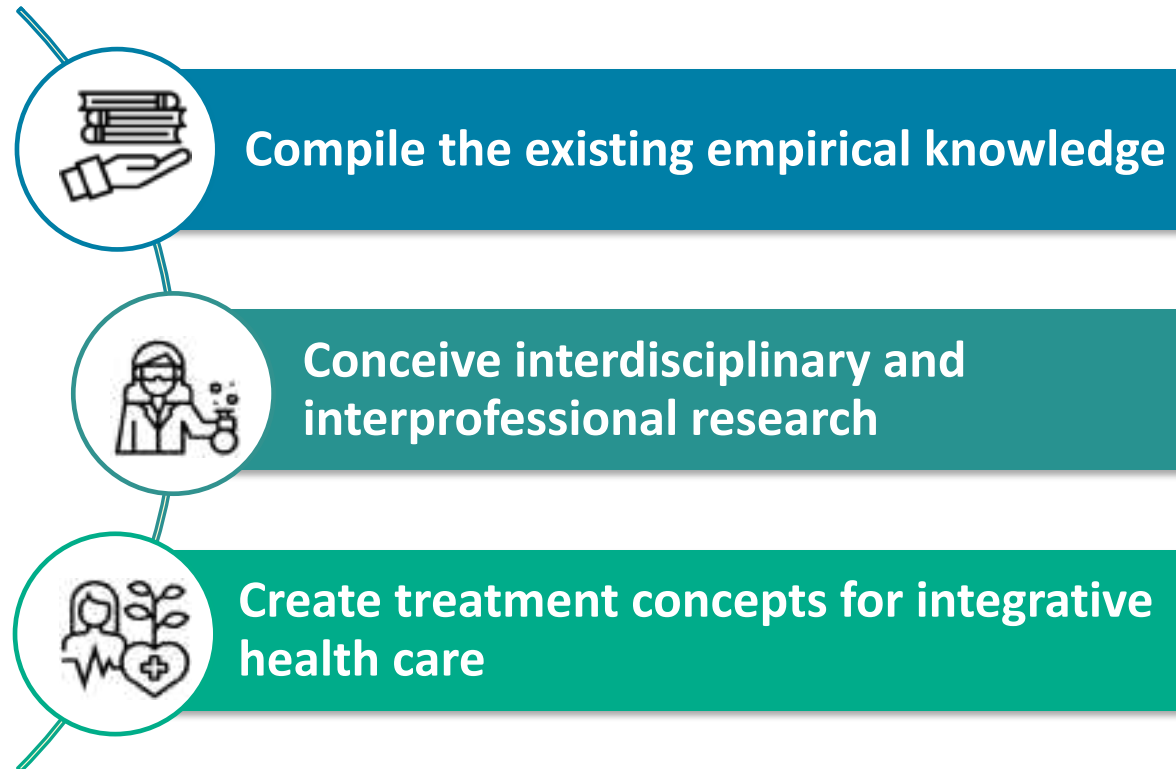 Compile the existing empirical knowledge
Conceive interdisciplinary and
interprofessional research
Create treatment concepts for integrative
health care